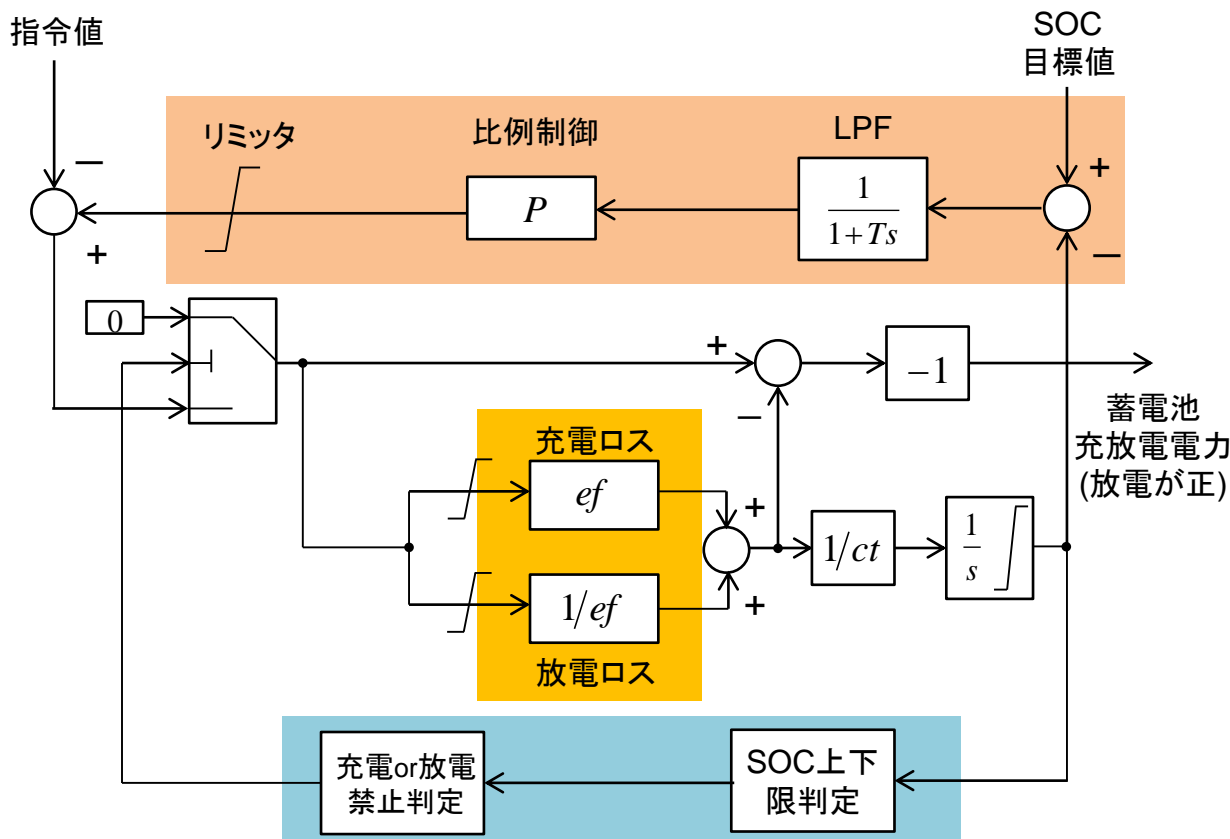 指令値
SOC
目標値
リミッタ
比例制御
LPF
−
+
P
1
1+Ts
+
−
0
+
−
−1
蓄電池
充放電電力
(放電が正)
充電ロス
ef
+
1/ct
1
s
1/ef
+
放電ロス
充電or放電
禁止判定
SOC上下
限判定